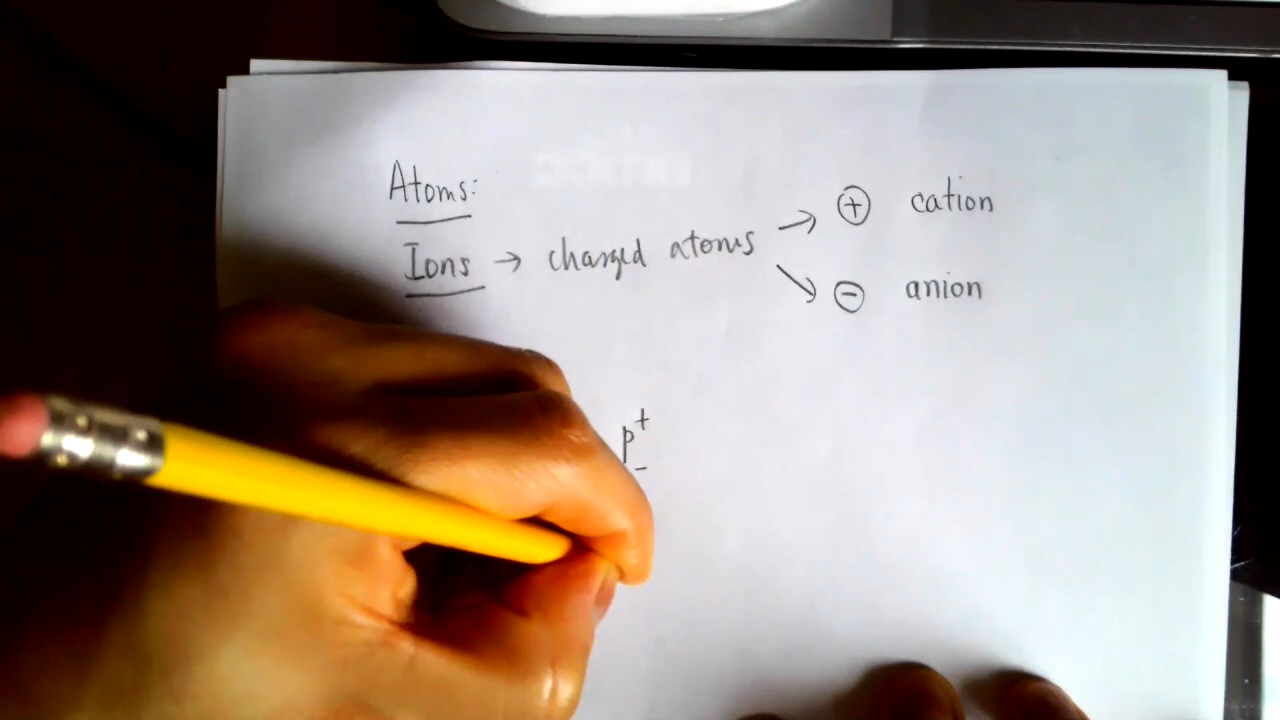 Atoms:
Ions → charged atoms → ⊕ cation
↘ ⊖ anion
p⁺
-